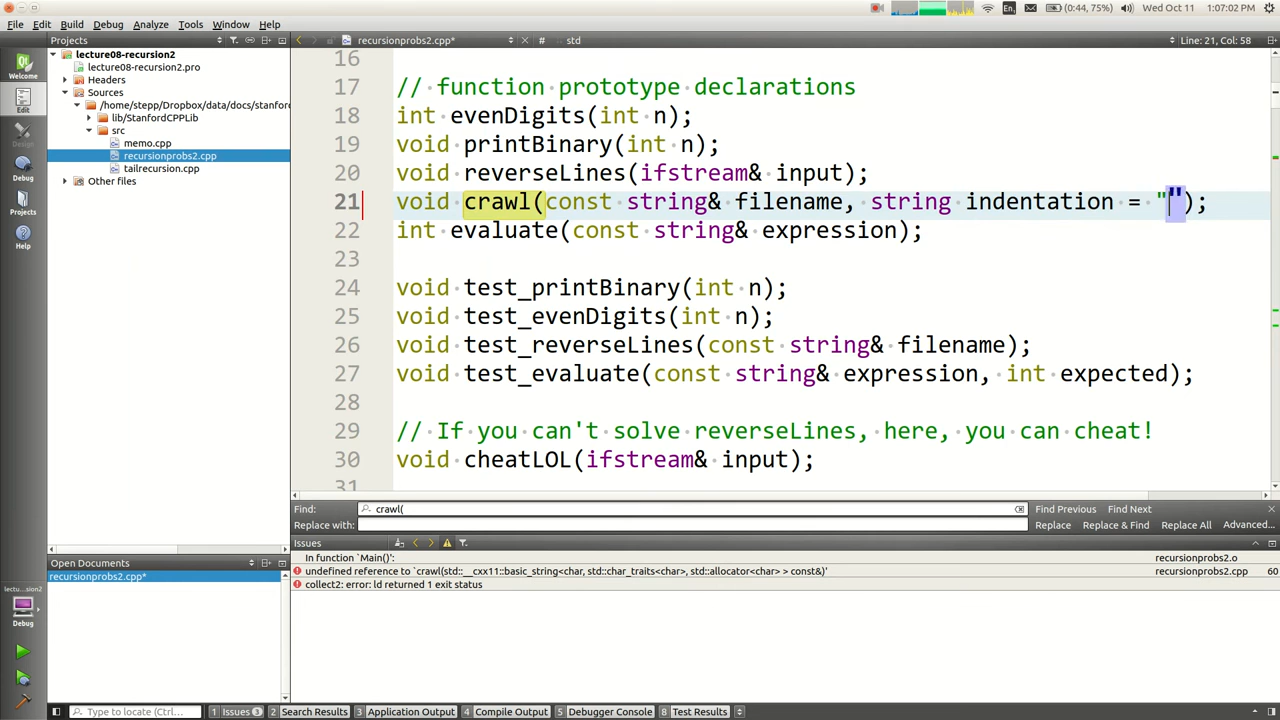 File Edit Build Debug Analyze Tools Window Help
En (0:44, 75%) Wed Oct 11 1:07:02
Projects recursionprobs2.cpp* # std Line: 21, Col: 58
Welcome
Edit
Design
Debug
Projects
Help
lecture08-recursion2
lecture08-recursion2.pro
Headers
Sources
/home/stepp/Dropbox/data/docs/stanford
lib/StanfordCPPLib
src
memo.cpp
recursionprobs2.cpp
tailrecursion.cpp
Other files
16
17 // function prototype declarations
18 int evenDigits(int n);
19 void printBinary(int n);
20 void reverseLines(ifstream& input);
21 void crawl(const string& filename, string indentation = "");
22 int evaluate(const string& expression);
23
24 void test_printBinary(int n);
25 void test_evenDigits(int n);
26 void test_reverseLines(const string& filename);
27 void test_evaluate(const string& expression, int expected);
28
29 // If you can't solve reverseLines, here, you can cheat!
30 void cheatLOL(ifstream& input);
31
Find: crawl( Find Previous Find Next
Replace with: Replace Replace & Find Replace All Advanced...
Issues
In function `Main()': recursionprobs2.o
undefined reference to `crawl(std::__cxx11::basic_string<char, std::char_traits<char>, std::allocator<char> > const&)' recursionprobs2.cpp 60
collect2: error: ld returned 1 exit status
Open Documents
recursionprobs2.cpp*
lectu...sion2
Debug
Type to locate (Ctrl-... 1 Issues 3 2 Search Results 3 Application Output 4 Compile Output 5 Debugger Console 8 Test Results